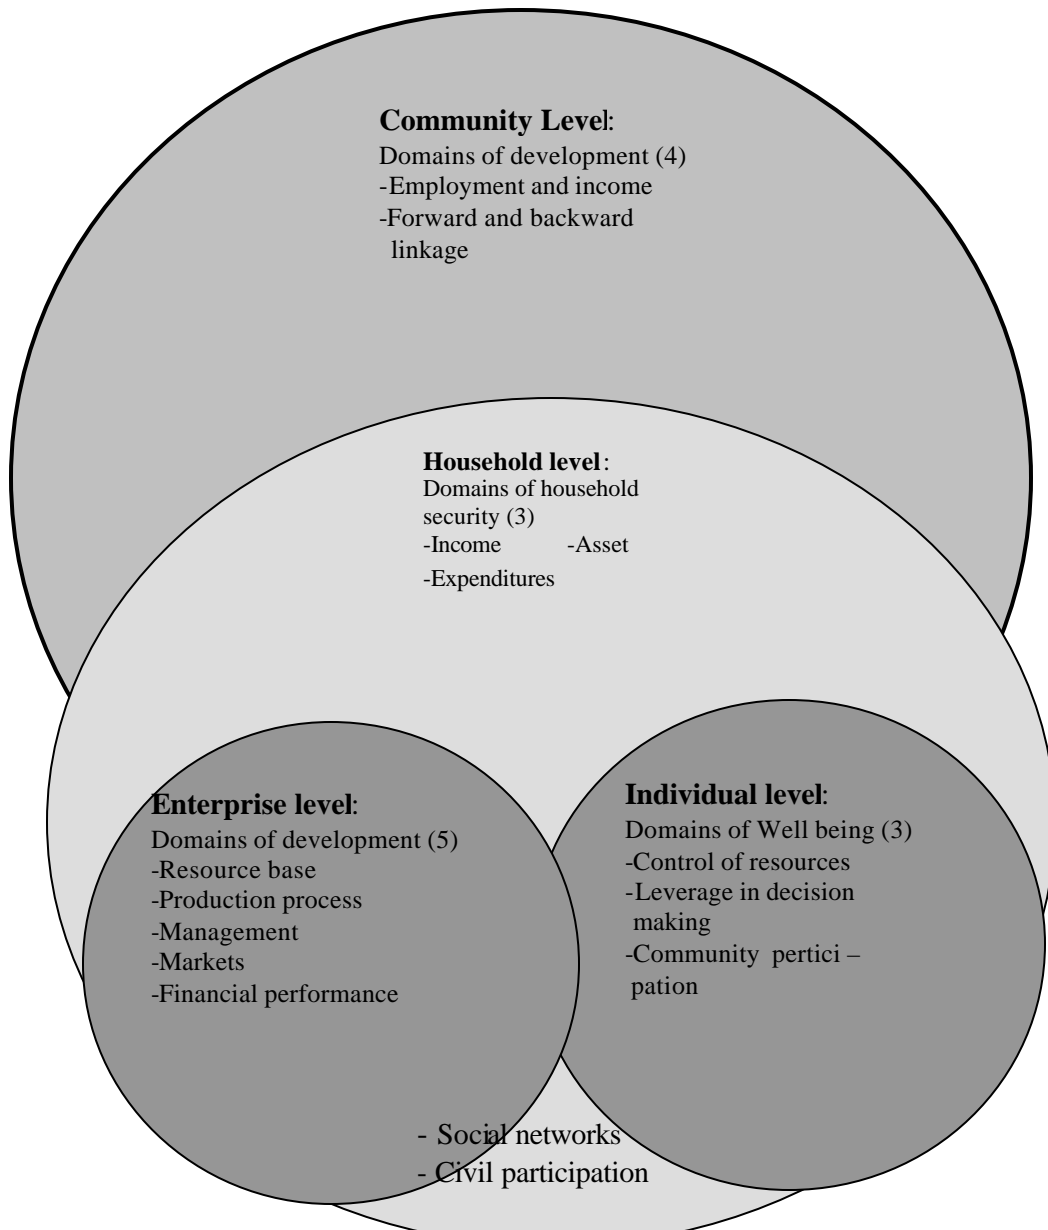 Community Level:
Domains of development (4)
-Employment and income
-Forward and backward
linkage
Household level:
Domains of household
security (3)
-Income -Asset
-Expenditures
Enterprise level:
Domains of development (5)
-Resource base
-Production process
-Management
-Markets
-Financial performance
Individual level:
Domains of Well being (3)
-Control of resources
-Leverage in decision
making
-Community pertici –
pation
- Social networks
- Civil participation